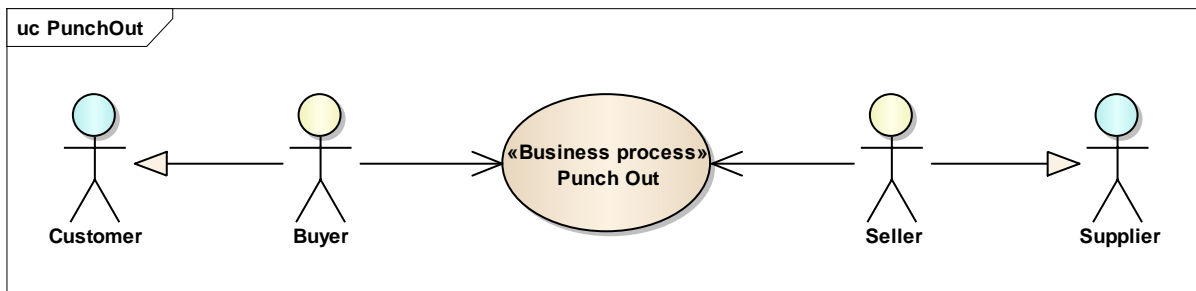 uc PunchOut
«Business process»
Punch Out
Customer
Buyer
Seller
Supplier